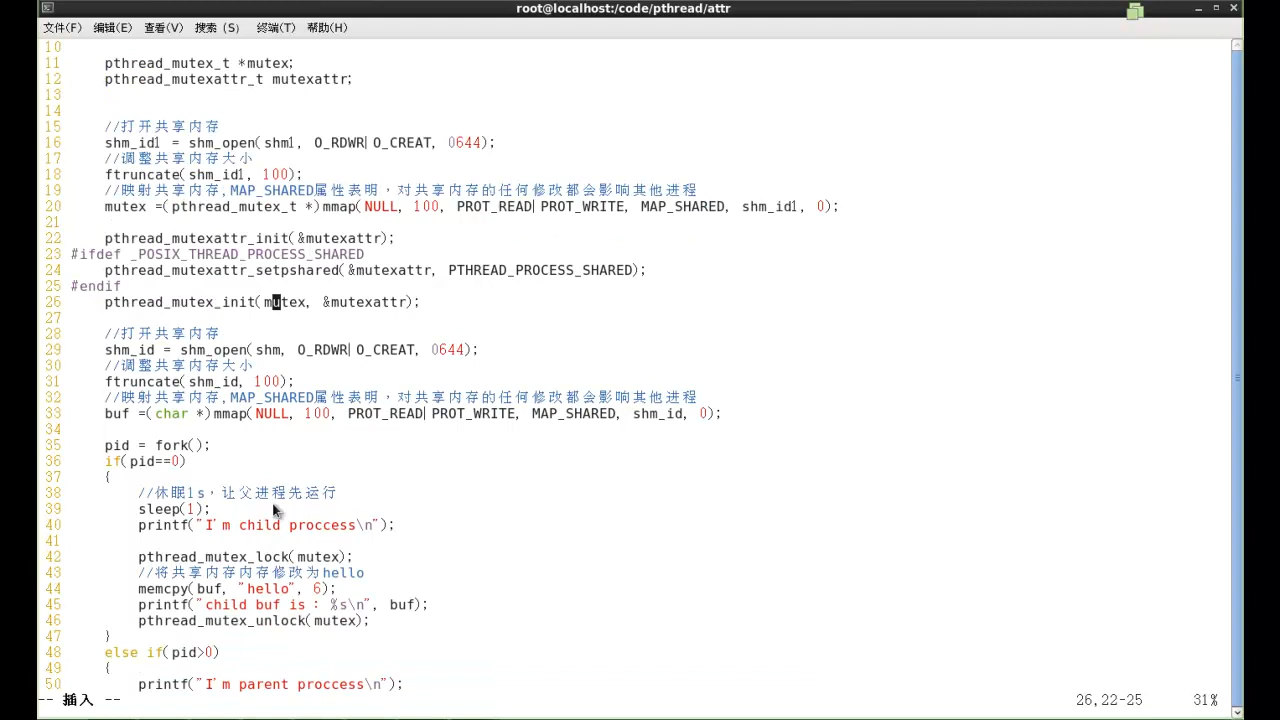 root@localhost:/code/pthread/attr
文件(F) 编辑(E) 查看(V) 搜索 (S) 终端(T) 帮助(H)
10
11     pthread_mutex_t *mutex;
12     pthread_mutexattr_t mutexattr;
13
14
15     //打开共享内存
16     shm_id1 = shm_open(shm1, O_RDWR|O_CREAT, 0644);
17     //调整共享内存大小
18     ftruncate(shm_id1, 100);
19     //映射共享内存,MAP_SHARED属性表明，对共享内存的任何修改都会影响其他进程
20     mutex =(pthread_mutex_t *)mmap(NULL, 100, PROT_READ|PROT_WRITE, MAP_SHARED, shm_id1, 0);
21
22     pthread_mutexattr_init(&mutexattr);
23 #ifdef _POSIX_THREAD_PROCESS_SHARED
24     pthread_mutexattr_setpshared(&mutexattr, PTHREAD_PROCESS_SHARED);
25 #endif
26     pthread_mutex_init(mutex, &mutexattr);
27
28     //打开共享内存
29     shm_id = shm_open(shm, O_RDWR|O_CREAT, 0644);
30     //调整共享内存大小
31     ftruncate(shm_id, 100);
32     //映射共享内存,MAP_SHARED属性表明，对共享内存的任何修改都会影响其他进程
33     buf =(char *)mmap(NULL, 100, PROT_READ|PROT_WRITE, MAP_SHARED, shm_id, 0);
34
35     pid = fork();
36     if(pid==0)
37     {
38         //休眠1s，让父进程先运行
39         sleep(1);
40         printf("I'm child proccess\n");
41
42         pthread_mutex_lock(mutex);
43         //将共享内存内存修改为hello
44         memcpy(buf, "hello", 6);
45         printf("child buf is : %s\n", buf);
46         pthread_mutex_unlock(mutex);
47     }
48     else if(pid>0)
49     {
50         printf("I'm parent proccess\n");
-- 插入 -- 26,22-25 31%